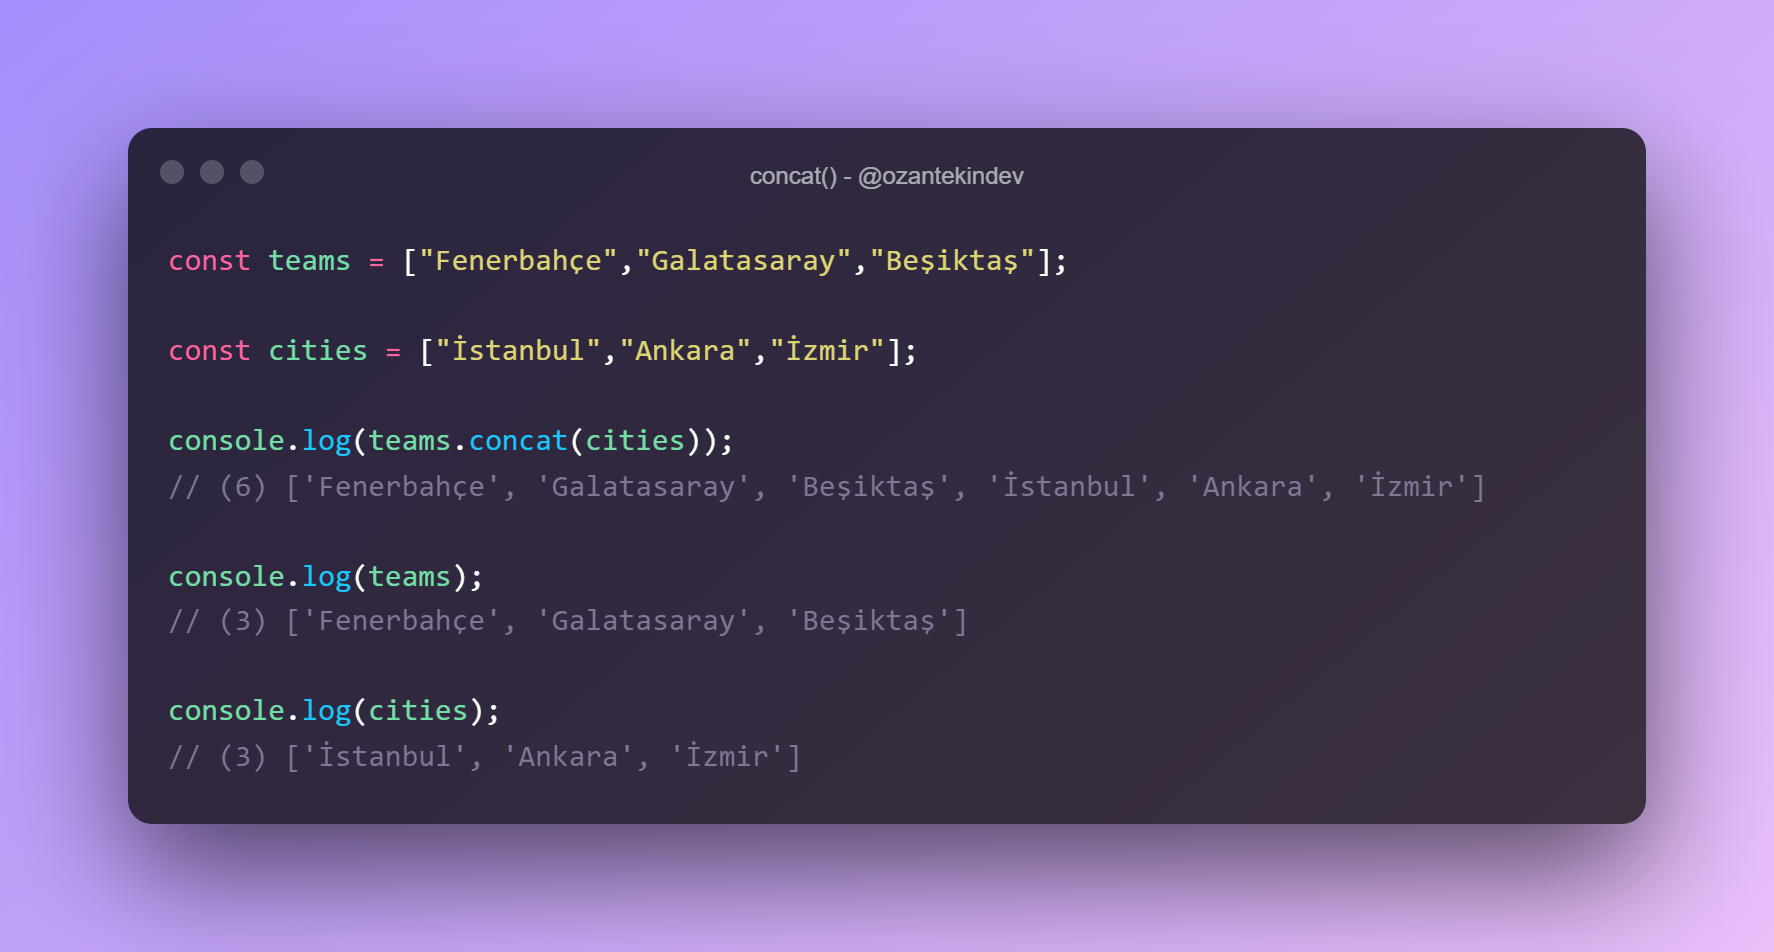 concat() - @ozantekindev
const teams = ["Fenerbahçe","Galatasaray","Beşiktaş"];
const cities = ["İstanbul","Ankara","İzmir"];
console.log(teams.concat(cities));
// (6) ['Fenerbahçe', 'Galatasaray', 'Beşiktaş', 'İstanbul', 'Ankara', 'İzmir']
console.log(teams);
// (3) ['Fenerbahçe', 'Galatasaray', 'Beşiktaş']
console.log(cities);
// (3) ['İstanbul', 'Ankara', 'İzmir']